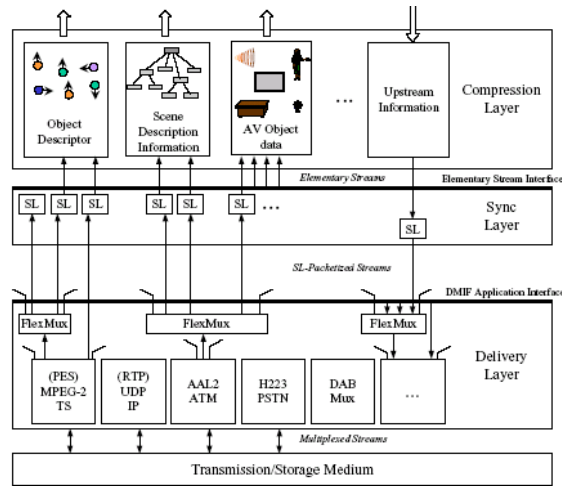 Object
Descriptor
Scene
Description
Information
AV Object
data
...
Upstream
Information
Compression
Layer
Elementary Streams
Elementary Stream Interface
SL
SL
SL
SL
SL
SL
...
SL
Sync
Layer
SL-Packetized Streams
DMIF Application Interface
FlexMux
FlexMux
FlexMux
(PES)
MPEG-2
TS
(RTP)
UDP
IP
AAL2
ATM
H223
PSTN
DAB
Mux
...
Delivery
Layer
Multiplexed Streams
Transmission/Storage Medium